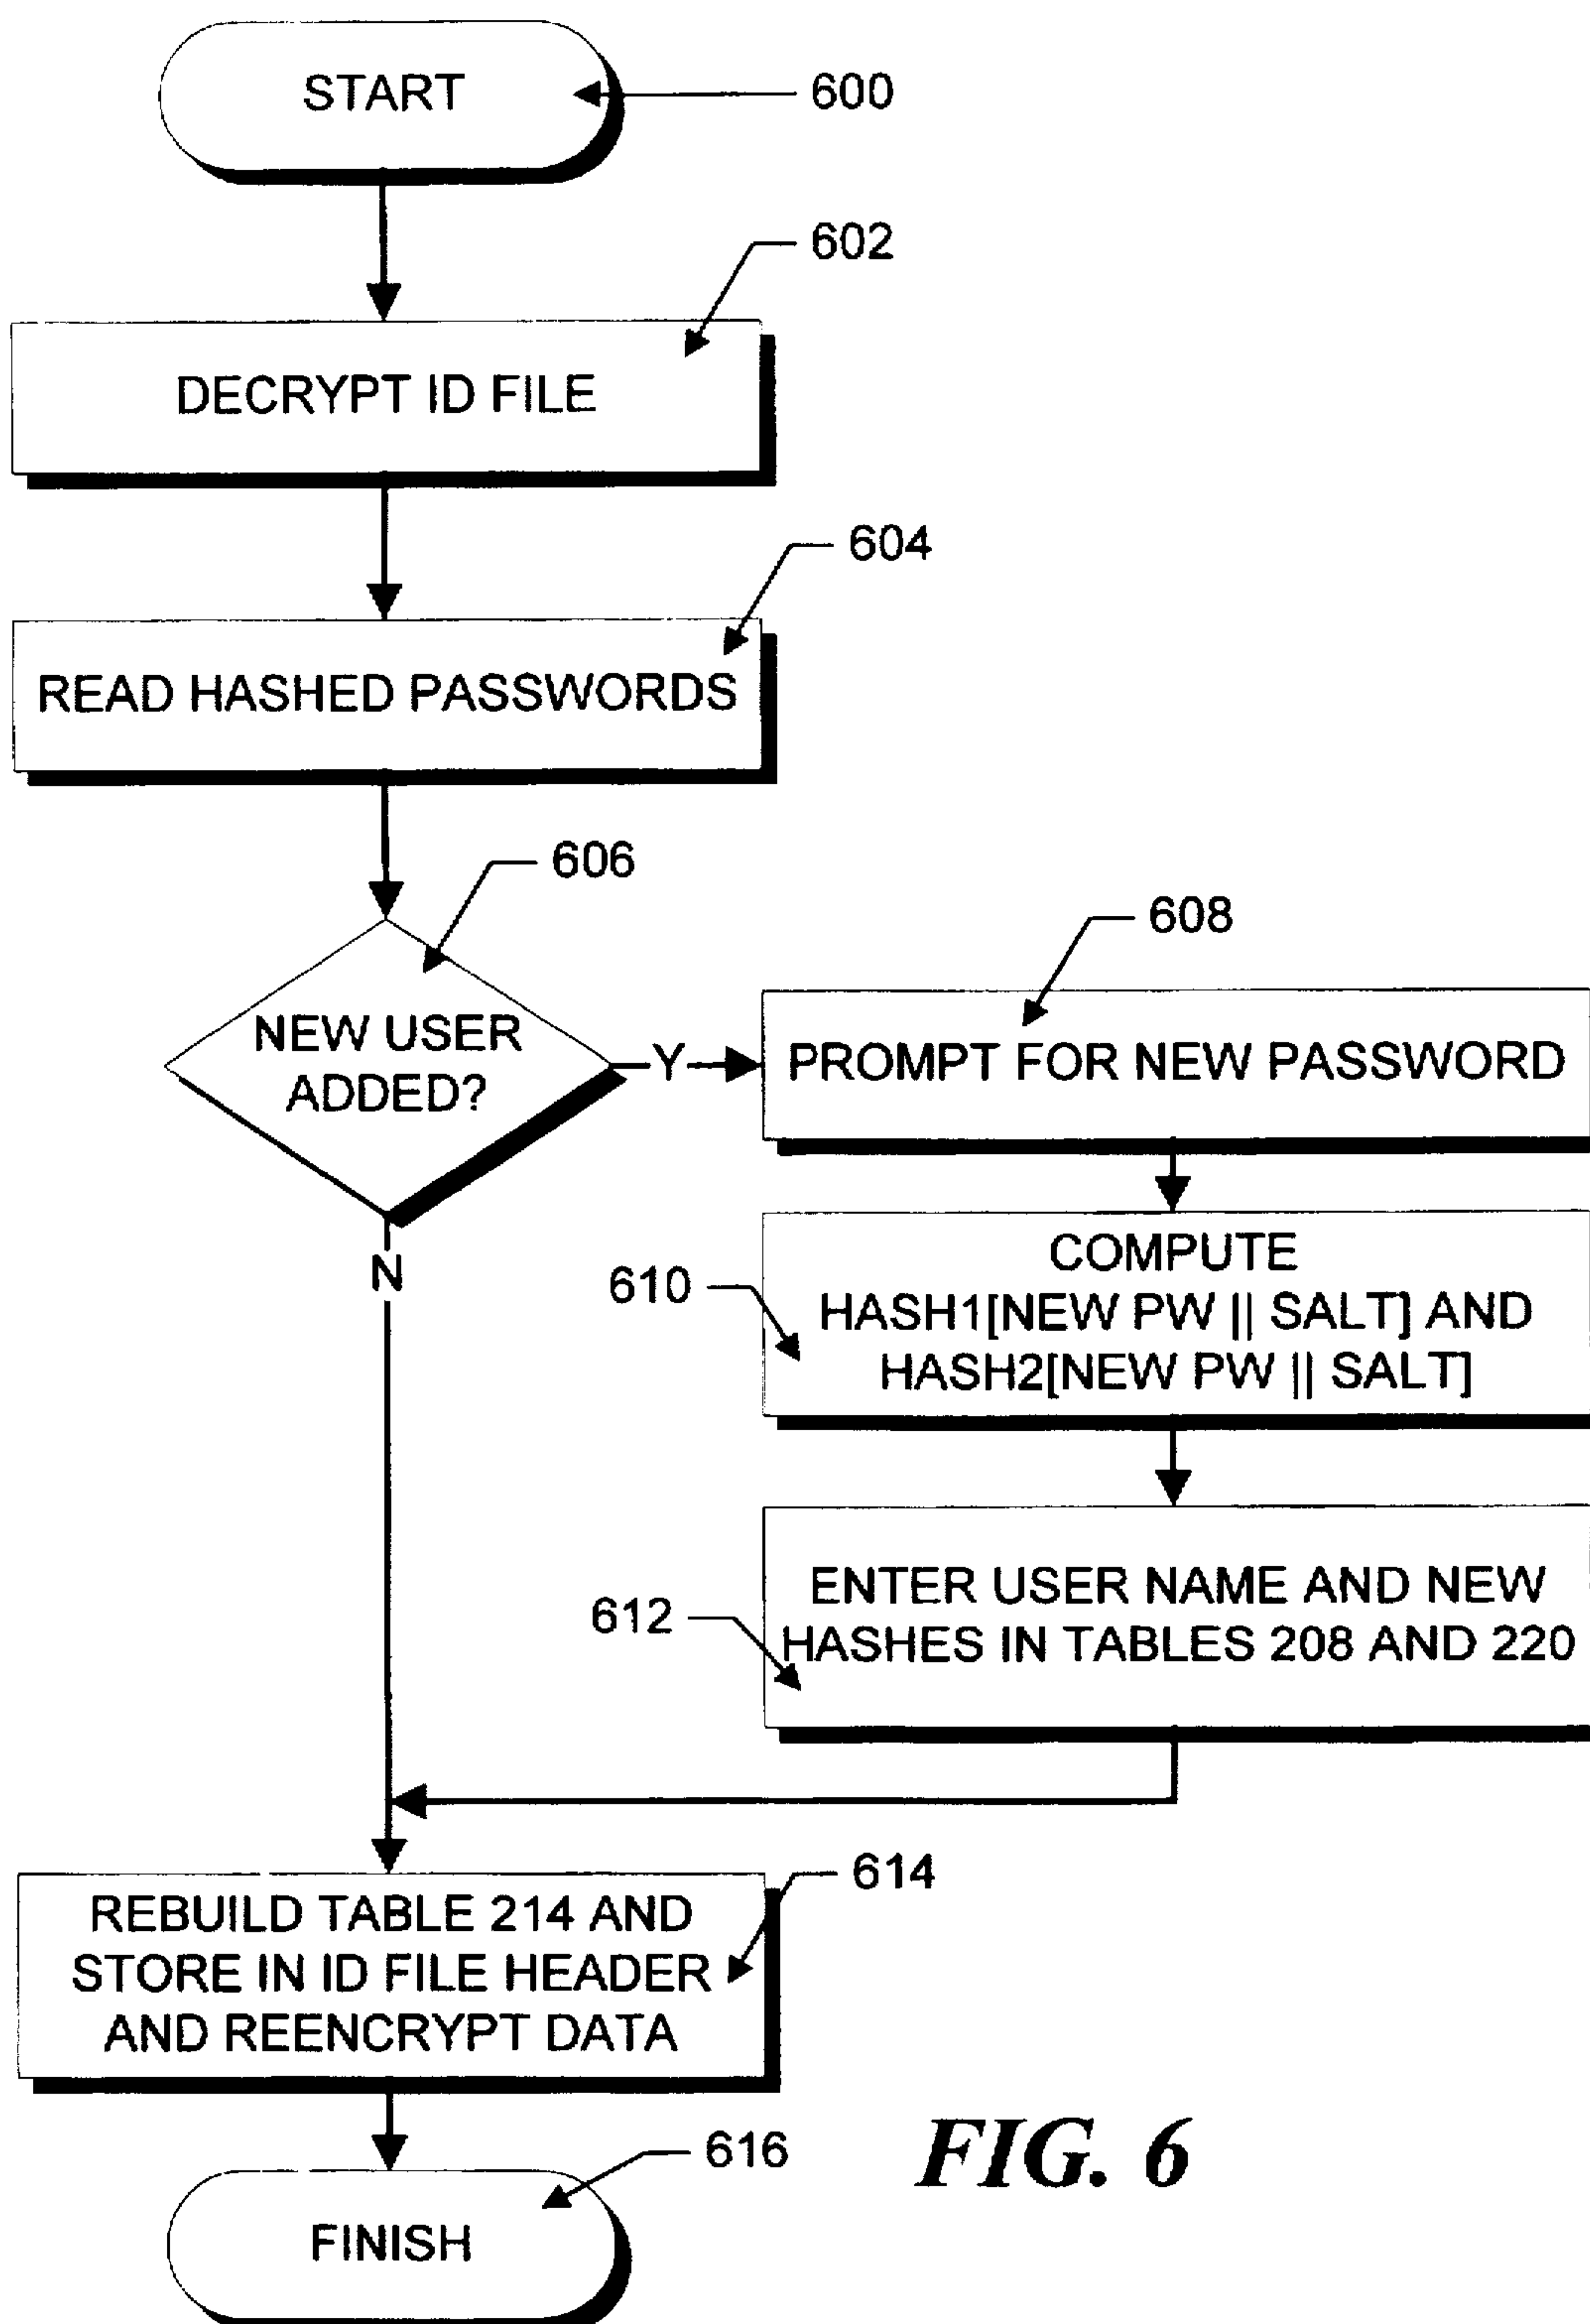 START
600
602
DECRYPT ID FILE
604
READ HASHED PASSWORDS
606
NEW USER
ADDED?
Y
608
PROMPT FOR NEW PASSWORD
N
610
COMPUTE
HASH1[NEW PW || SALT] AND
HASH2[NEW PW || SALT]
612
ENTER USER NAME AND NEW
HASHES IN TABLES 208 AND 220
614
REBUILD TABLE 214 AND
STORE IN ID FILE HEADER
AND REENCRYPT DATA
616
FINISH
FIG. 6